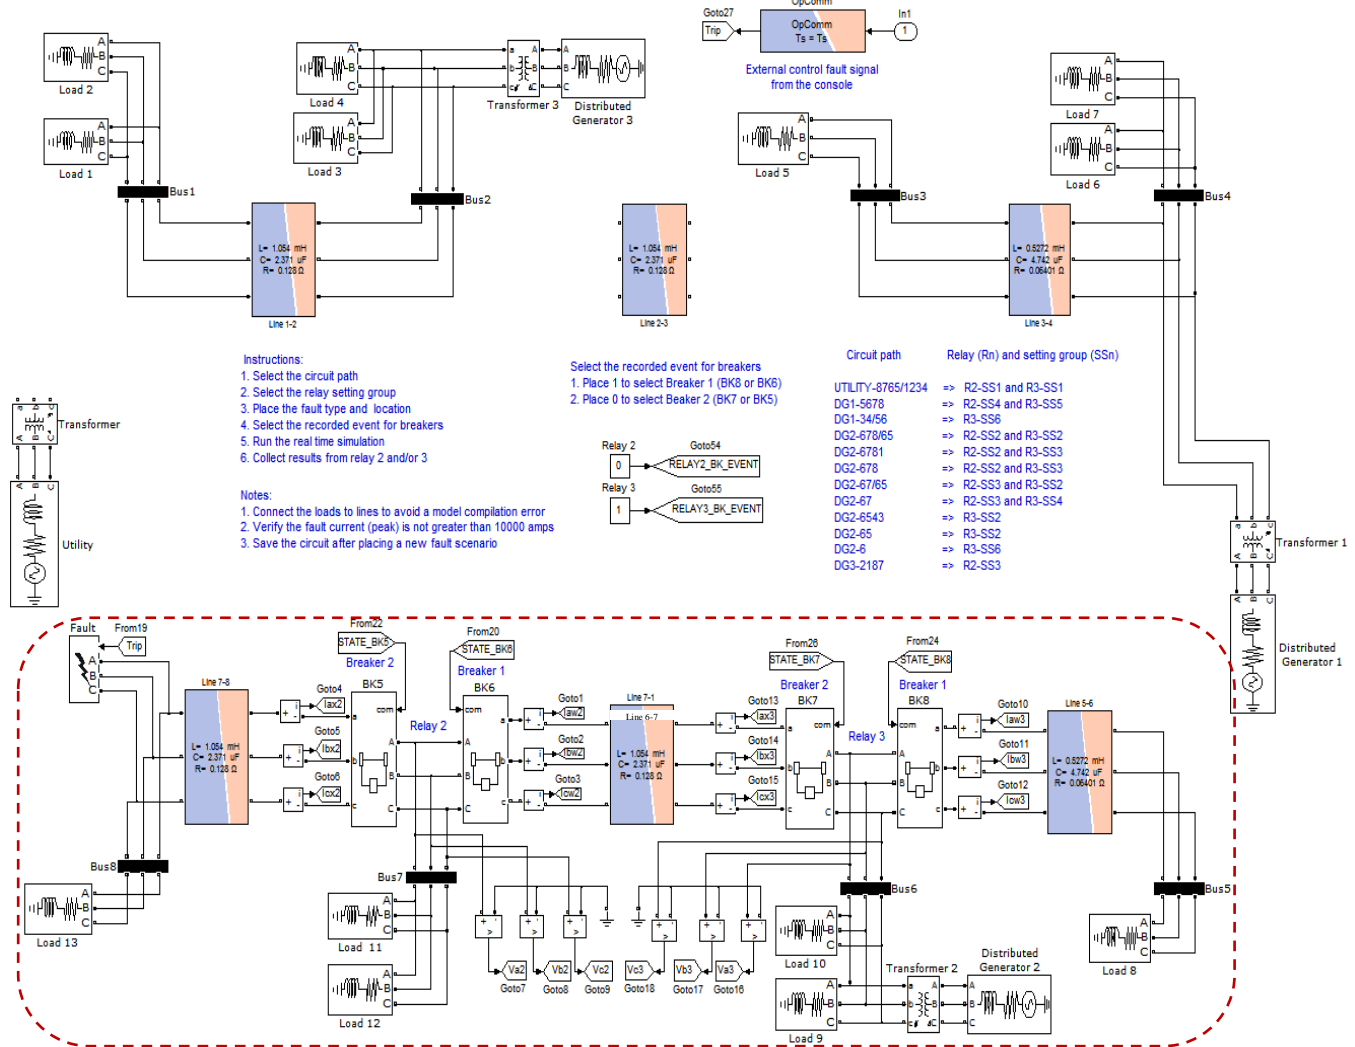 OpComm
Goto27
Trip
OpComm
Ts = Ts
In1
1
External control fault signal
from the console
A
B
C
Load 2
A
B
C
Load 1
Bus1
A
B
C
Load 4
A
B
C
Load 3
a
b
c
A
B
C
Transformer 3
A
B
C
Distributed
Generator 3
Bus2
A
B
C
Load 5
Bus3
A
B
C
Load 7
A
B
C
Load 6
Bus4
L= 1.054 mH
C= 2.371 uF
R= 0.128 Ω
Line 1-2
L= 1.054 mH
C= 2.371 uF
R= 0.128 Ω
Line 2-3
L= 0.5272 mH
C= 4.742 uF
R= 0.06401 Ω
Line 3-4
Instructions:
1. Select the circuit path
2. Select the relay setting group
3. Place the fault type and location
4. Select the recorded event for breakers
5. Run the real time simulation
6. Collect results from relay 2 and/or 3
Notes:
1. Connect the loads to lines to avoid a model compilation error
2. Verify the fault current (peak) is not greater than 10000 amps
3. Save the circuit after placing a new fault scenario
Select the recorded event for breakers
1. Place 1 to select Breaker 1 (BK8 or BK6)
2. Place 0 to select Beaker 2 (BK7 or BK5)
Relay 2
0
Goto54
RELAY2_BK_EVENT
Relay 3
1
Goto55
RELAY3_BK_EVENT
Circuit path Relay (Rn) and setting group (SSn)
UTILITY-8765/1234 => R2-SS1 and R3-SS1
DG1-5678 => R2-SS4 and R3-SS5
DG1-34/56 => R3-SS6
DG2-678/65 => R2-SS2 and R3-SS2
DG2-6781 => R2-SS2 and R3-SS3
DG2-678 => R2-SS2 and R3-SS3
DG2-67/65 => R2-SS3 and R3-SS2
DG2-67 => R2-SS3 and R3-SS4
DG2-6543 => R3-SS2
DG2-65 => R3-SS2
DG2-6 => R3-SS6
DG3-2187 => R2-SS3
a b c
Transformer
A B C
A B C
Utility
a b c
Transformer 1
A B C
A B C
Distributed
Generator 1
Fault
A
B
C
From19
Trip
Line 7-8
L= 1.054 mH
C= 2.371 uF
R= 0.128 Ω
Goto4
Iax2
Goto5
Ibx2
Goto6
Icx2
From22
STATE_BK5
Breaker 2
BK5
com
a
b
c
A
B
C
Relay 2
From20
STATE_BK6
Breaker 1
BK6
com
A
B
C
a
b
c
Goto1
Iaw2
Goto2
Ibw2
Goto3
Icw2
Line 7-1
Line 6-7
L= 1.054 mH
C= 2.371 uF
R= 0.128 Ω
Goto13
Iax3
Goto14
Ibx3
Goto15
Icx3
From26
STATE_BK7
Breaker 2
BK7
com
a
b
c
A
B
C
Relay 3
From24
STATE_BK8
Breaker 1
BK8
com
A
B
C
a
b
c
Goto10
Iaw3
Goto11
Ibw3
Goto12
Icw3
Line 5-6
L= 0.5272 mH
C= 4.742 uF
R= 0.06401 Ω
Bus8
A
B
C
Load 13
Bus7
A
B
C
Load 11
A
B
C
Load 12
Va2
Goto7
Vb2
Goto8
Vc2
Goto9
Vc3
Goto18
Vb3
Goto17
Va3
Goto16
Bus6
A
B
C
Load 10
A
B
C
Load 9
Transformer 2
a
b
c
A
B
C
Distributed
Generator 2
A
B
C
Bus5
A
B
C
Load 8